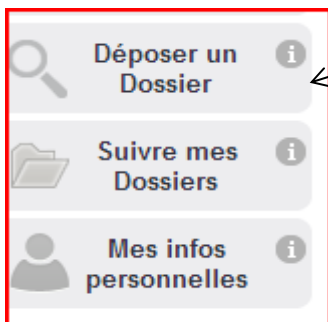 Déposer un
Dossier
Suivre mes
Dossiers
Mes infos
personnelles